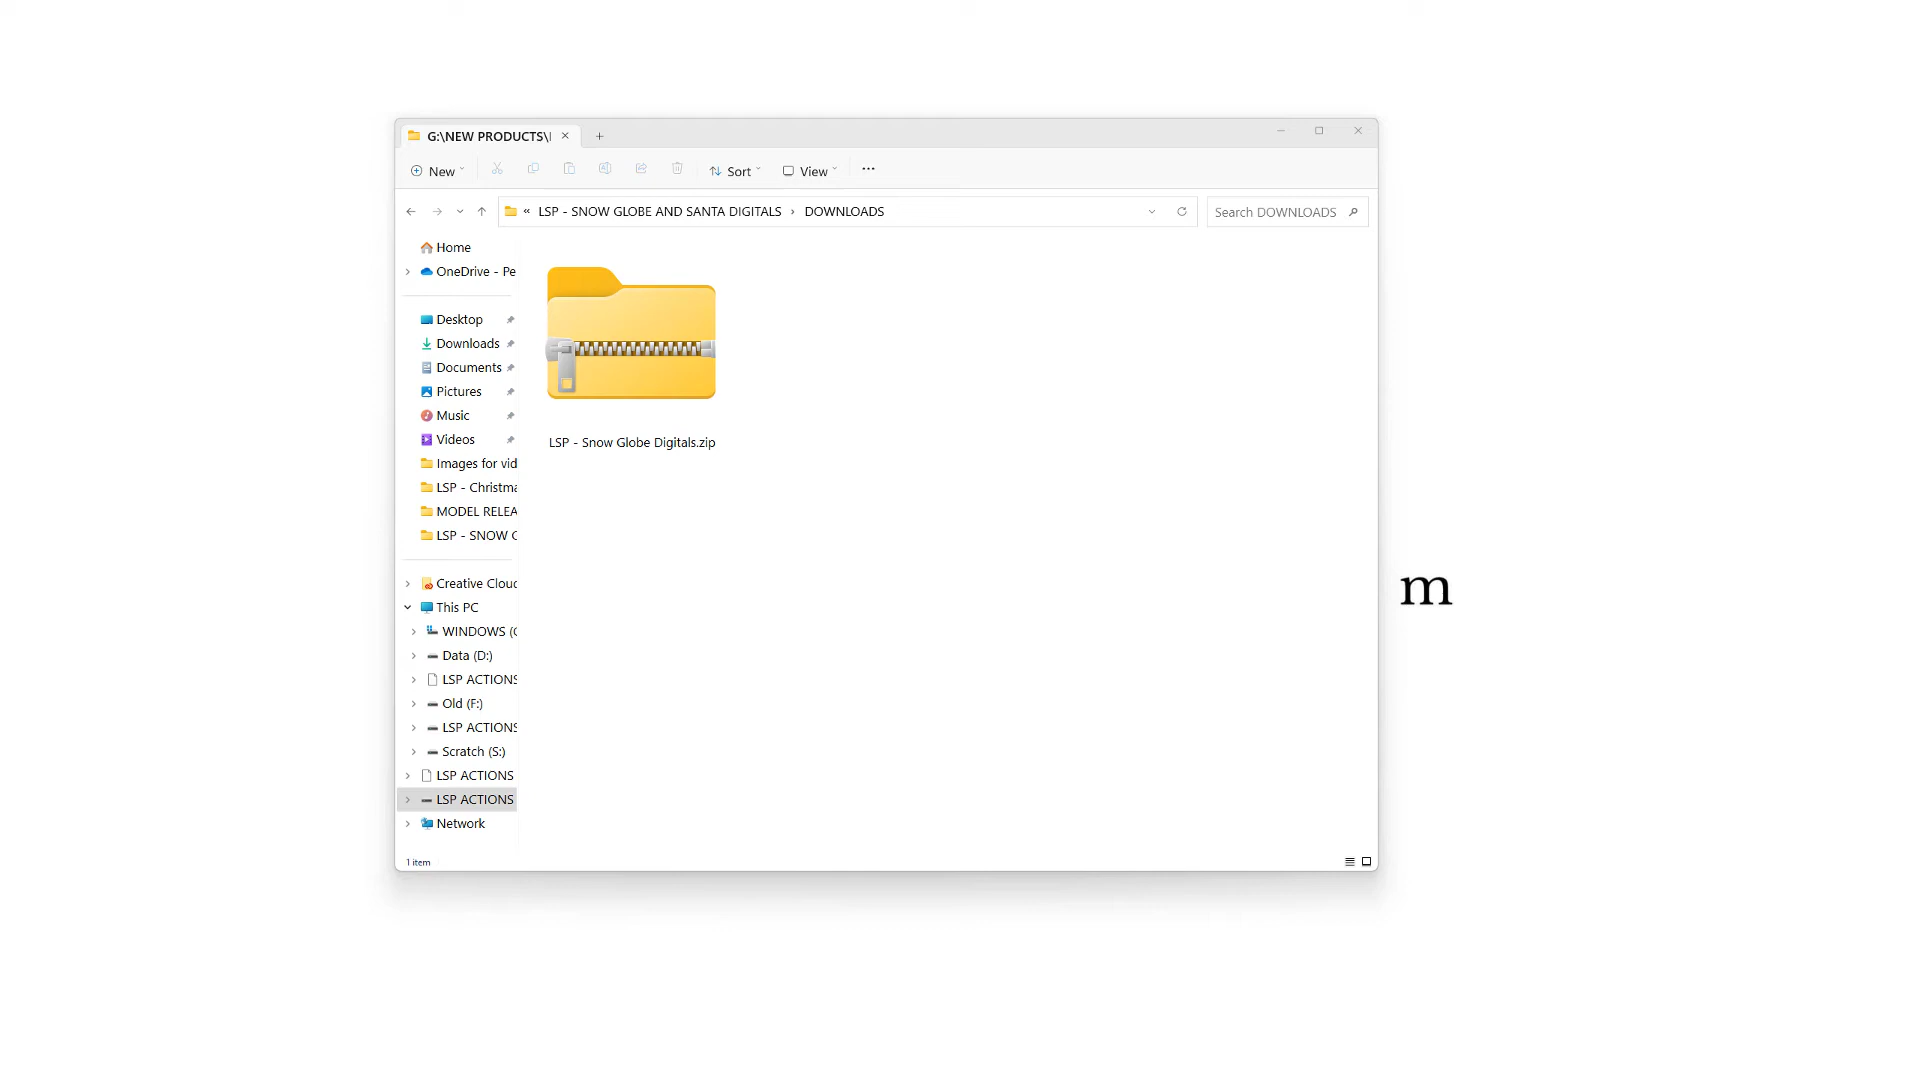 G:\NEW PRODUCTS\
New
Sort
View
« LSP - SNOW GLOBE AND SANTA DIGITALS › DOWNLOADS
Search DOWNLOADS
Home
OneDrive - Pe
Desktop
Downloads
Documents
Pictures
Music
Videos
Images for vid
LSP - Christma
MODEL RELEA
LSP - SNOW G
Creative Cloud
This PC
WINDOWS (C
Data (D:)
LSP ACTIONS
Old (F:)
LSP ACTIONS
Scratch (S:)
LSP ACTIONS
LSP ACTIONS
Network
LSP - Snow Globe Digitals.zip
m
1 item